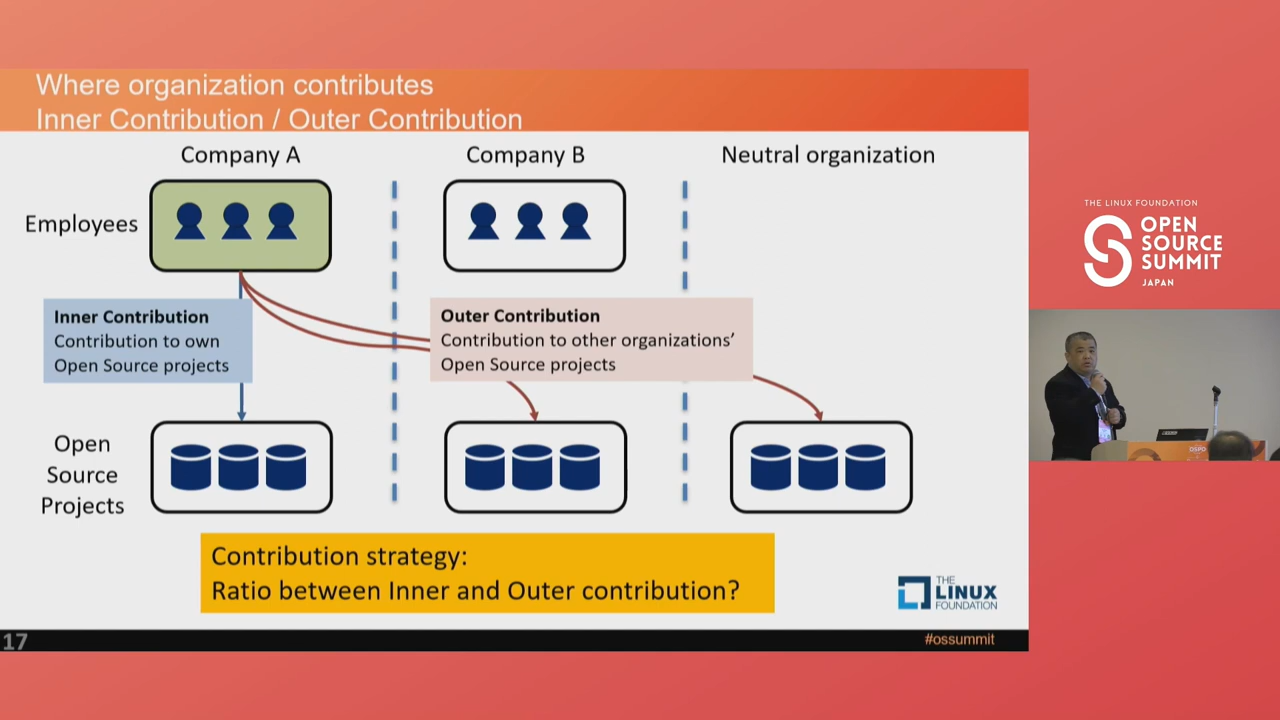 Where organization contributes
Inner Contribution / Outer Contribution
Company A
Company B
Neutral organization
Employees
Inner Contribution
Contribution to own
Open Source projects
Outer Contribution
Contribution to other organizations’
Open Source projects
Open
Source
Projects
Contribution strategy:
Ratio between Inner and Outer contribution?
THE
LINUX
FOUNDATION
17
#ossummit
THE LINUX FOUNDATION
OPEN
SOURCE
SUMMIT
JAPAN